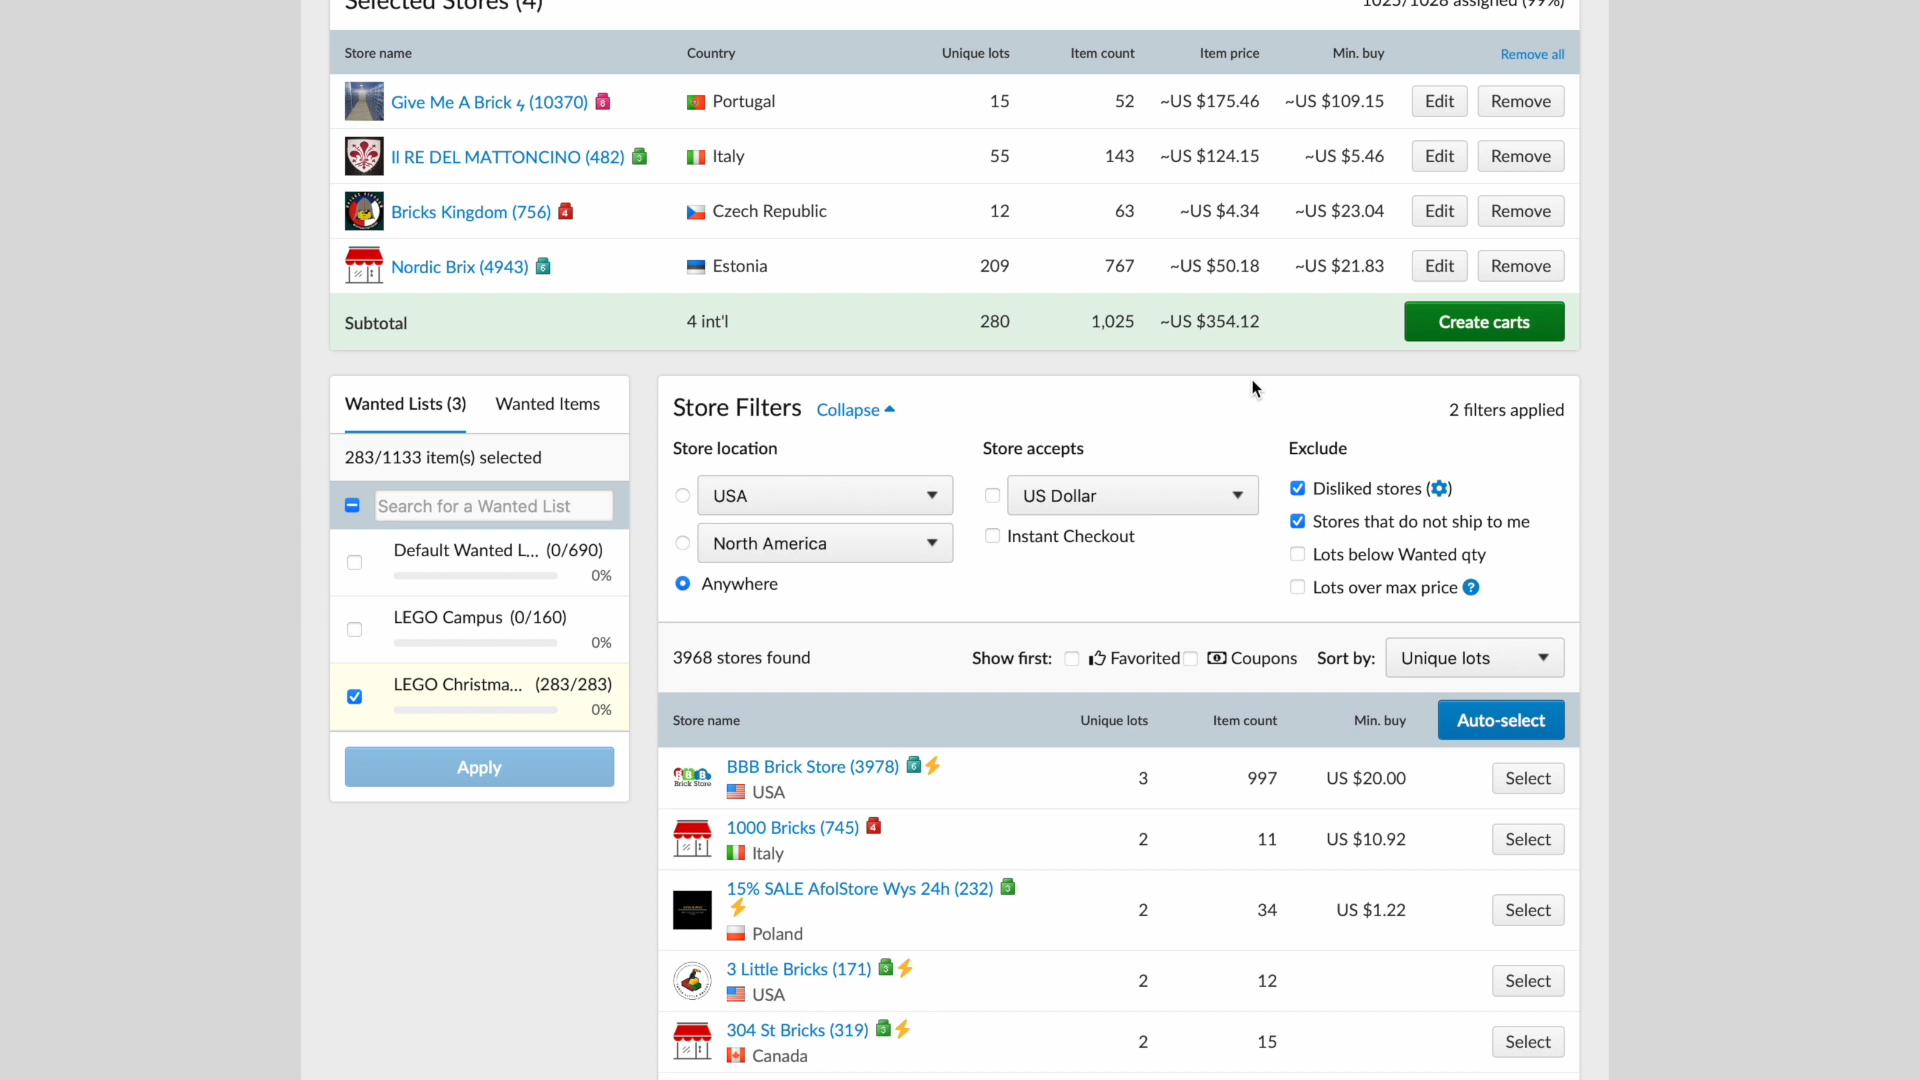 Selected Stores (4)
1025/1028 assigned (99%)
Store name Country Unique lots Item count Item price Min. buy Remove all
Give Me A Brick ϟ (10370) 8 Portugal 15 52 ~US $175.46 ~US $109.15 Edit Remove
Il RE DEL MATTONCINO (482) 3 Italy 55 143 ~US $124.15 ~US $5.46 Edit Remove
Bricks Kingdom (756) 4 Czech Republic 12 63 ~US $4.34 ~US $23.04 Edit Remove
Nordic Brix (4943) 6 Estonia 209 767 ~US $50.18 ~US $21.83 Edit Remove
Subtotal 4 int'l 280 1,025 ~US $354.12 Create carts
Wanted Lists (3) Wanted Items
283/1133 item(s) selected
Search for a Wanted List
Default Wanted L... (0/690)
0%
LEGO Campus (0/160)
0%
LEGO Christma... (283/283)
0%
Apply
Store Filters Collapse 2 filters applied
Store location Store accepts Exclude
USA US Dollar Disliked stores ( )
North America Instant Checkout Stores that do not ship to me
Anywhere Lots below Wanted qty
Lots over max price ?
3968 stores found Show first: Favorited Coupons Sort by: Unique lots
Store name Unique lots Item count Min. buy Auto-select
BBB Brick Store (3978) 6
USA 3 997 US $20.00 Select
1000 Bricks (745) 4
Italy 2 11 US $10.92 Select
15% SALE AfolStore Wys 24h (232) 3
Poland 2 34 US $1.22 Select
3 Little Bricks (171) 3
USA 2 12 Select
304 St Bricks (319) 3
Canada 2 15 Select